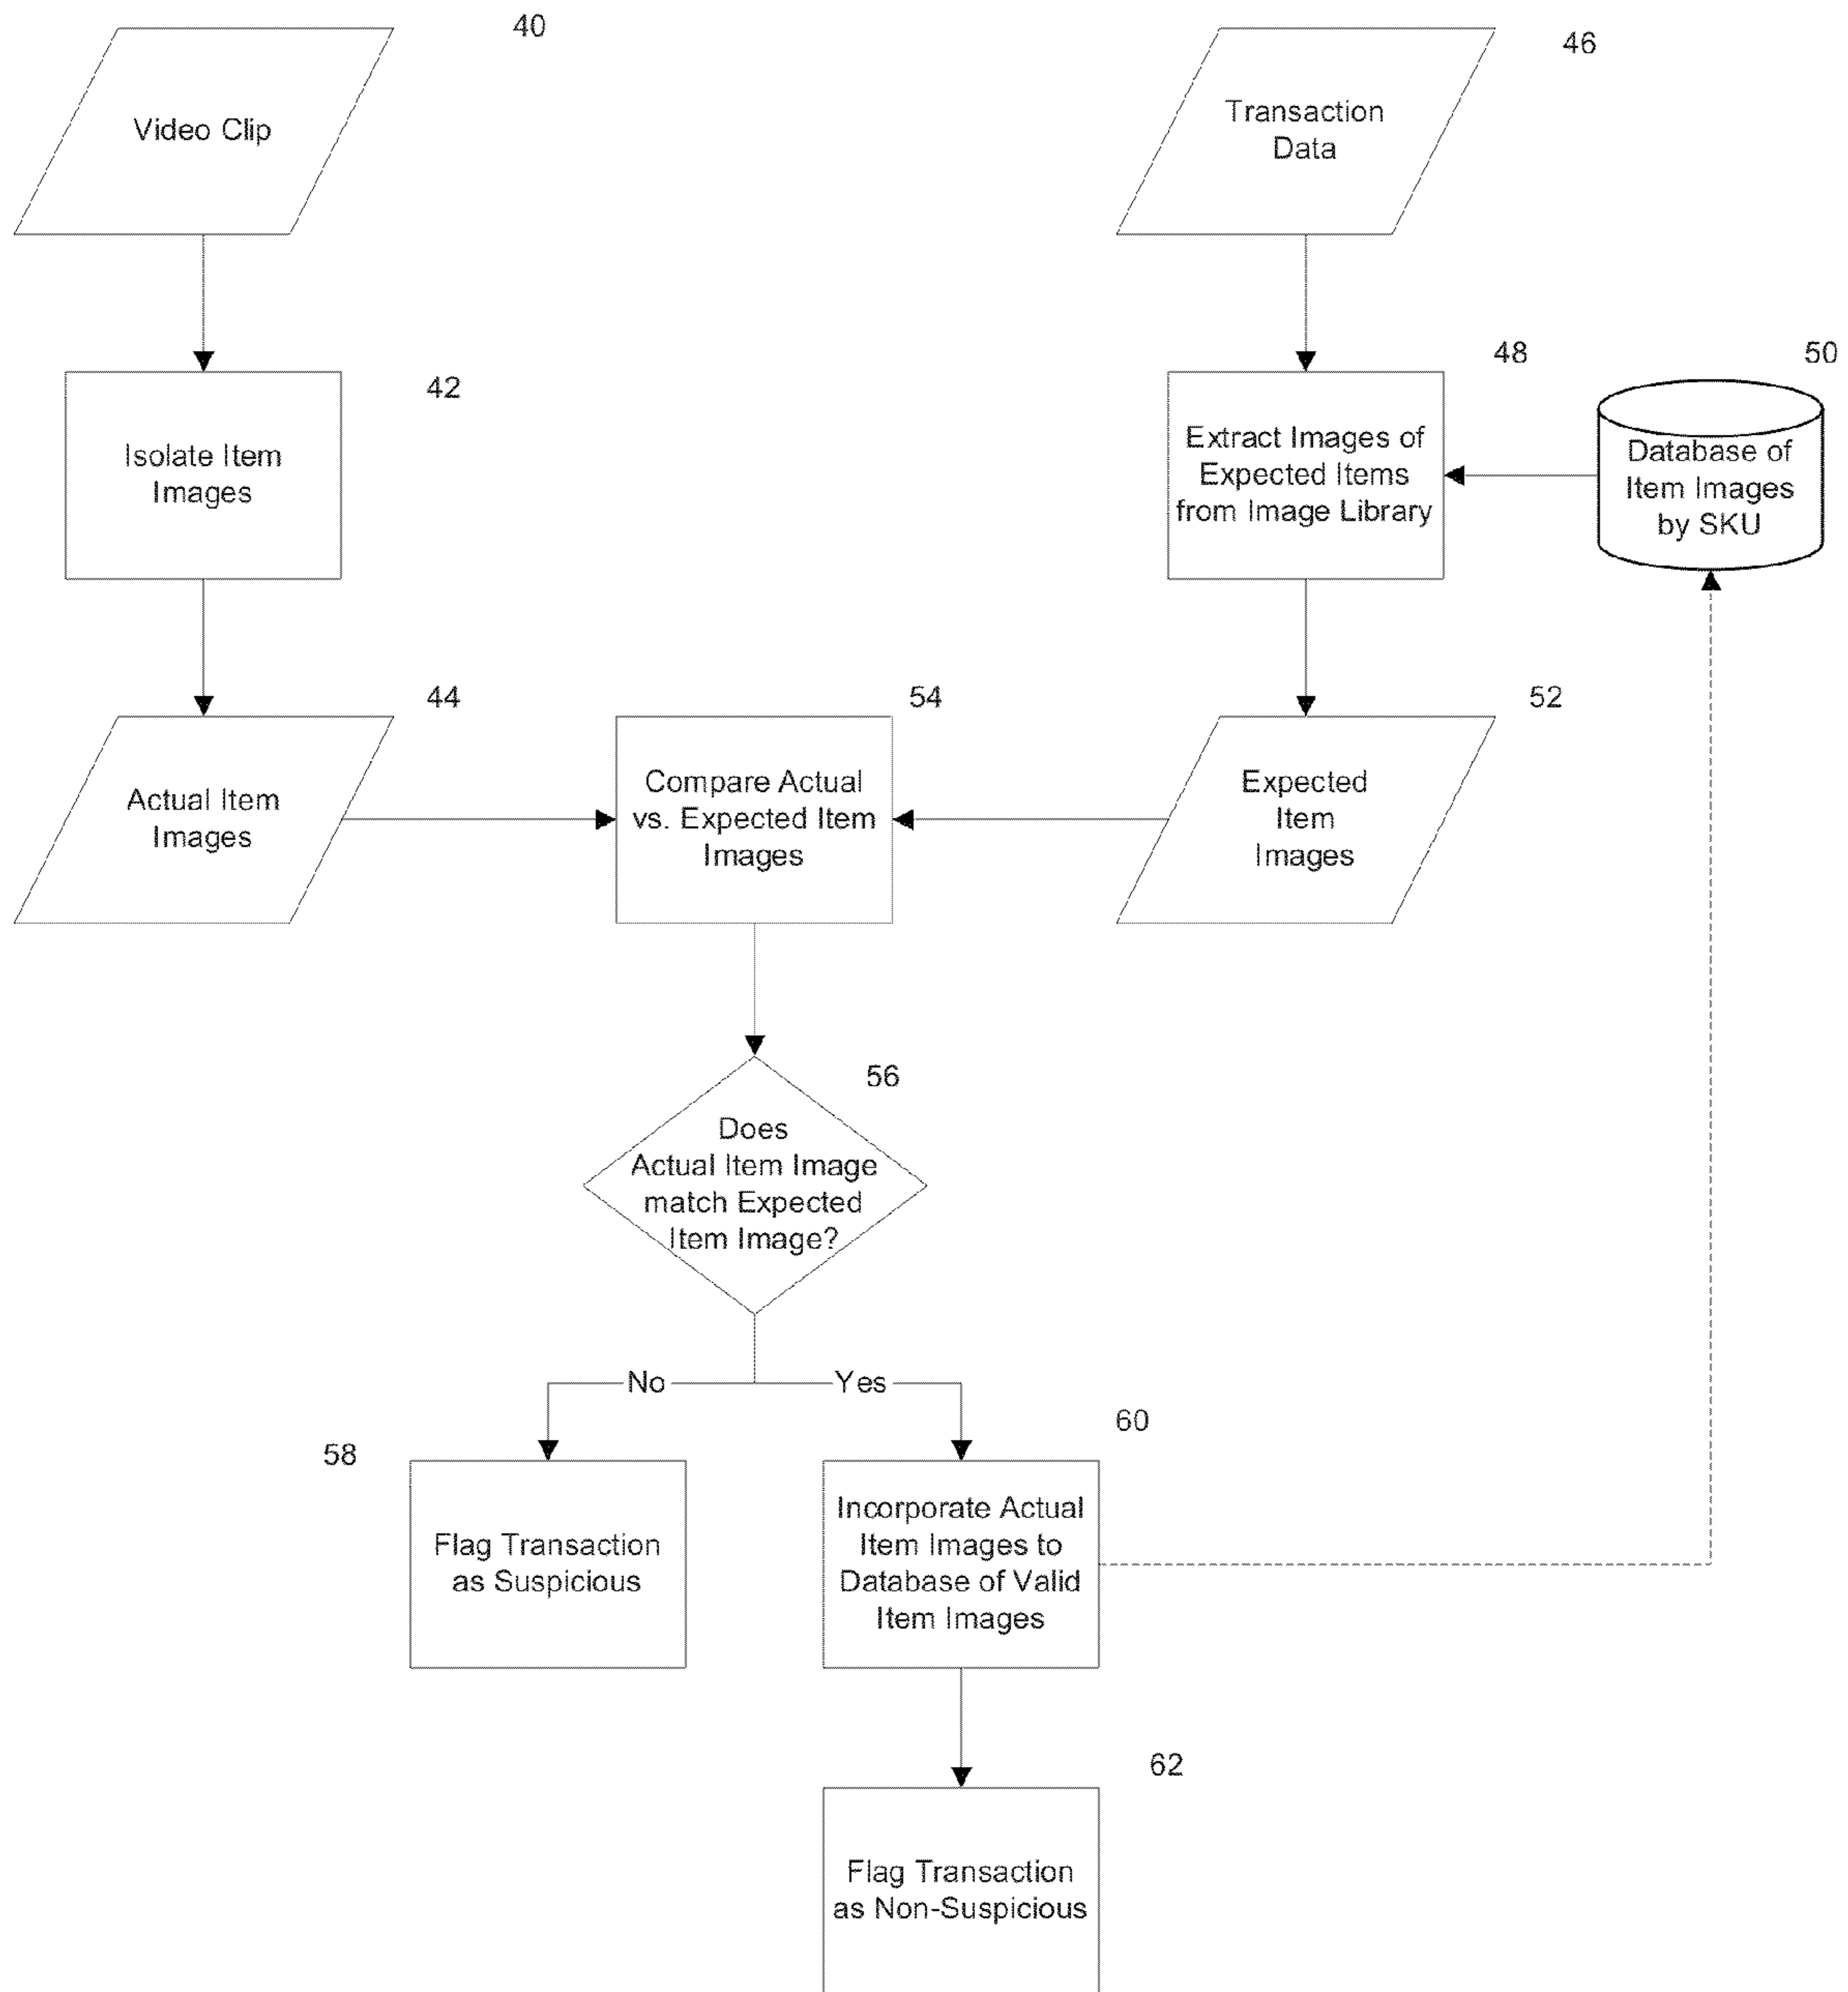 40
46
Video Clip
Transaction
Data
42
48
50
Isolate Item
Images
Extract Images of
Expected Items
from Image Library
Database of
Item Images
by SKU
44
54
52
Actual Item
Images
Compare Actual
vs. Expected Item
Images
Expected
Item
Images
56
Does
Actual Item Image
match Expected
Item Image?
No
Yes
58
60
Flag Transaction
as Suspicious
Incorporate Actual
Item Images to
Database of Valid
Item Images
62
Flag Transaction
as Non-Suspicious